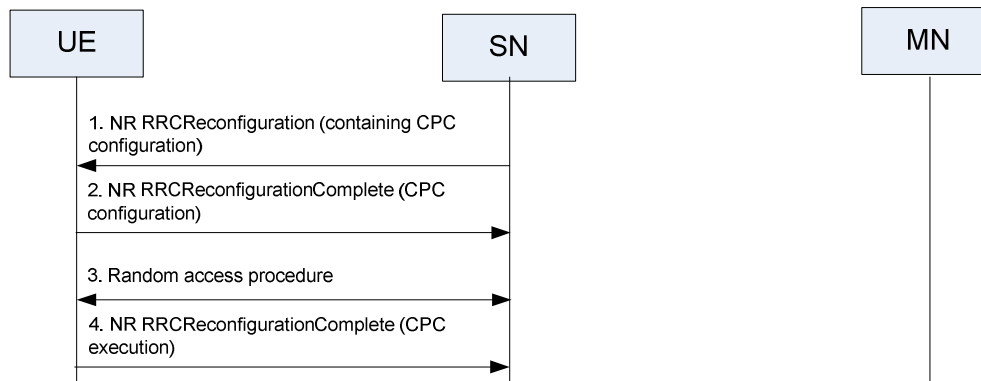 UE
SN
MN
1. NR RRCReconfiguration (containing CPC
configuration)
2. NR RRCReconfigurationComplete (CPC
configuration)
3. Random access procedure
4. NR RRCReconfigurationComplete (CPC
execution)